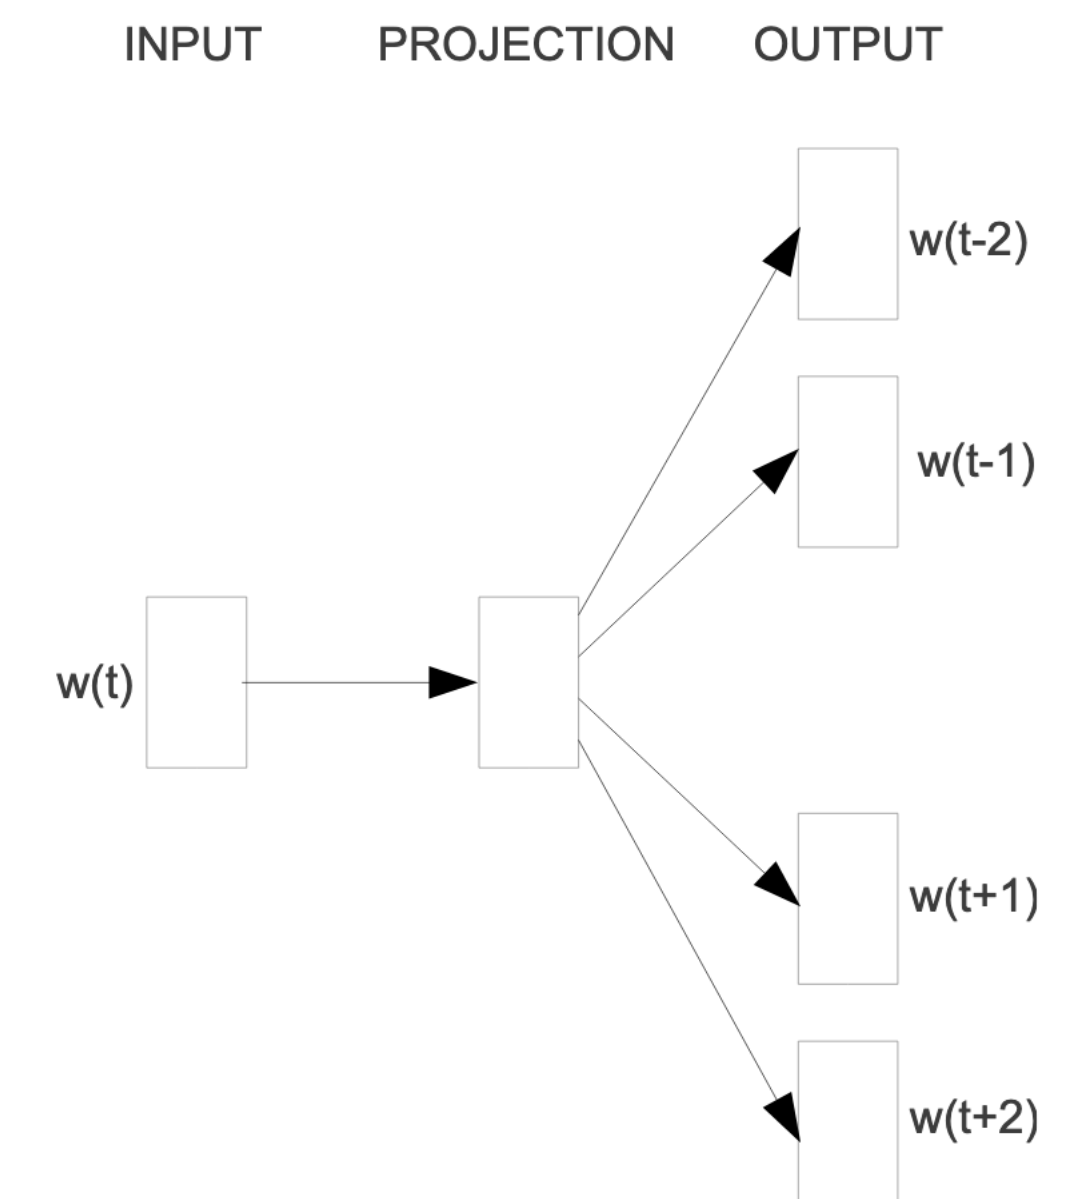 INPUT PROJECTION OUTPUT
w(t-2)
w(t-1)
w(t)
w(t+1)
w(t+2)